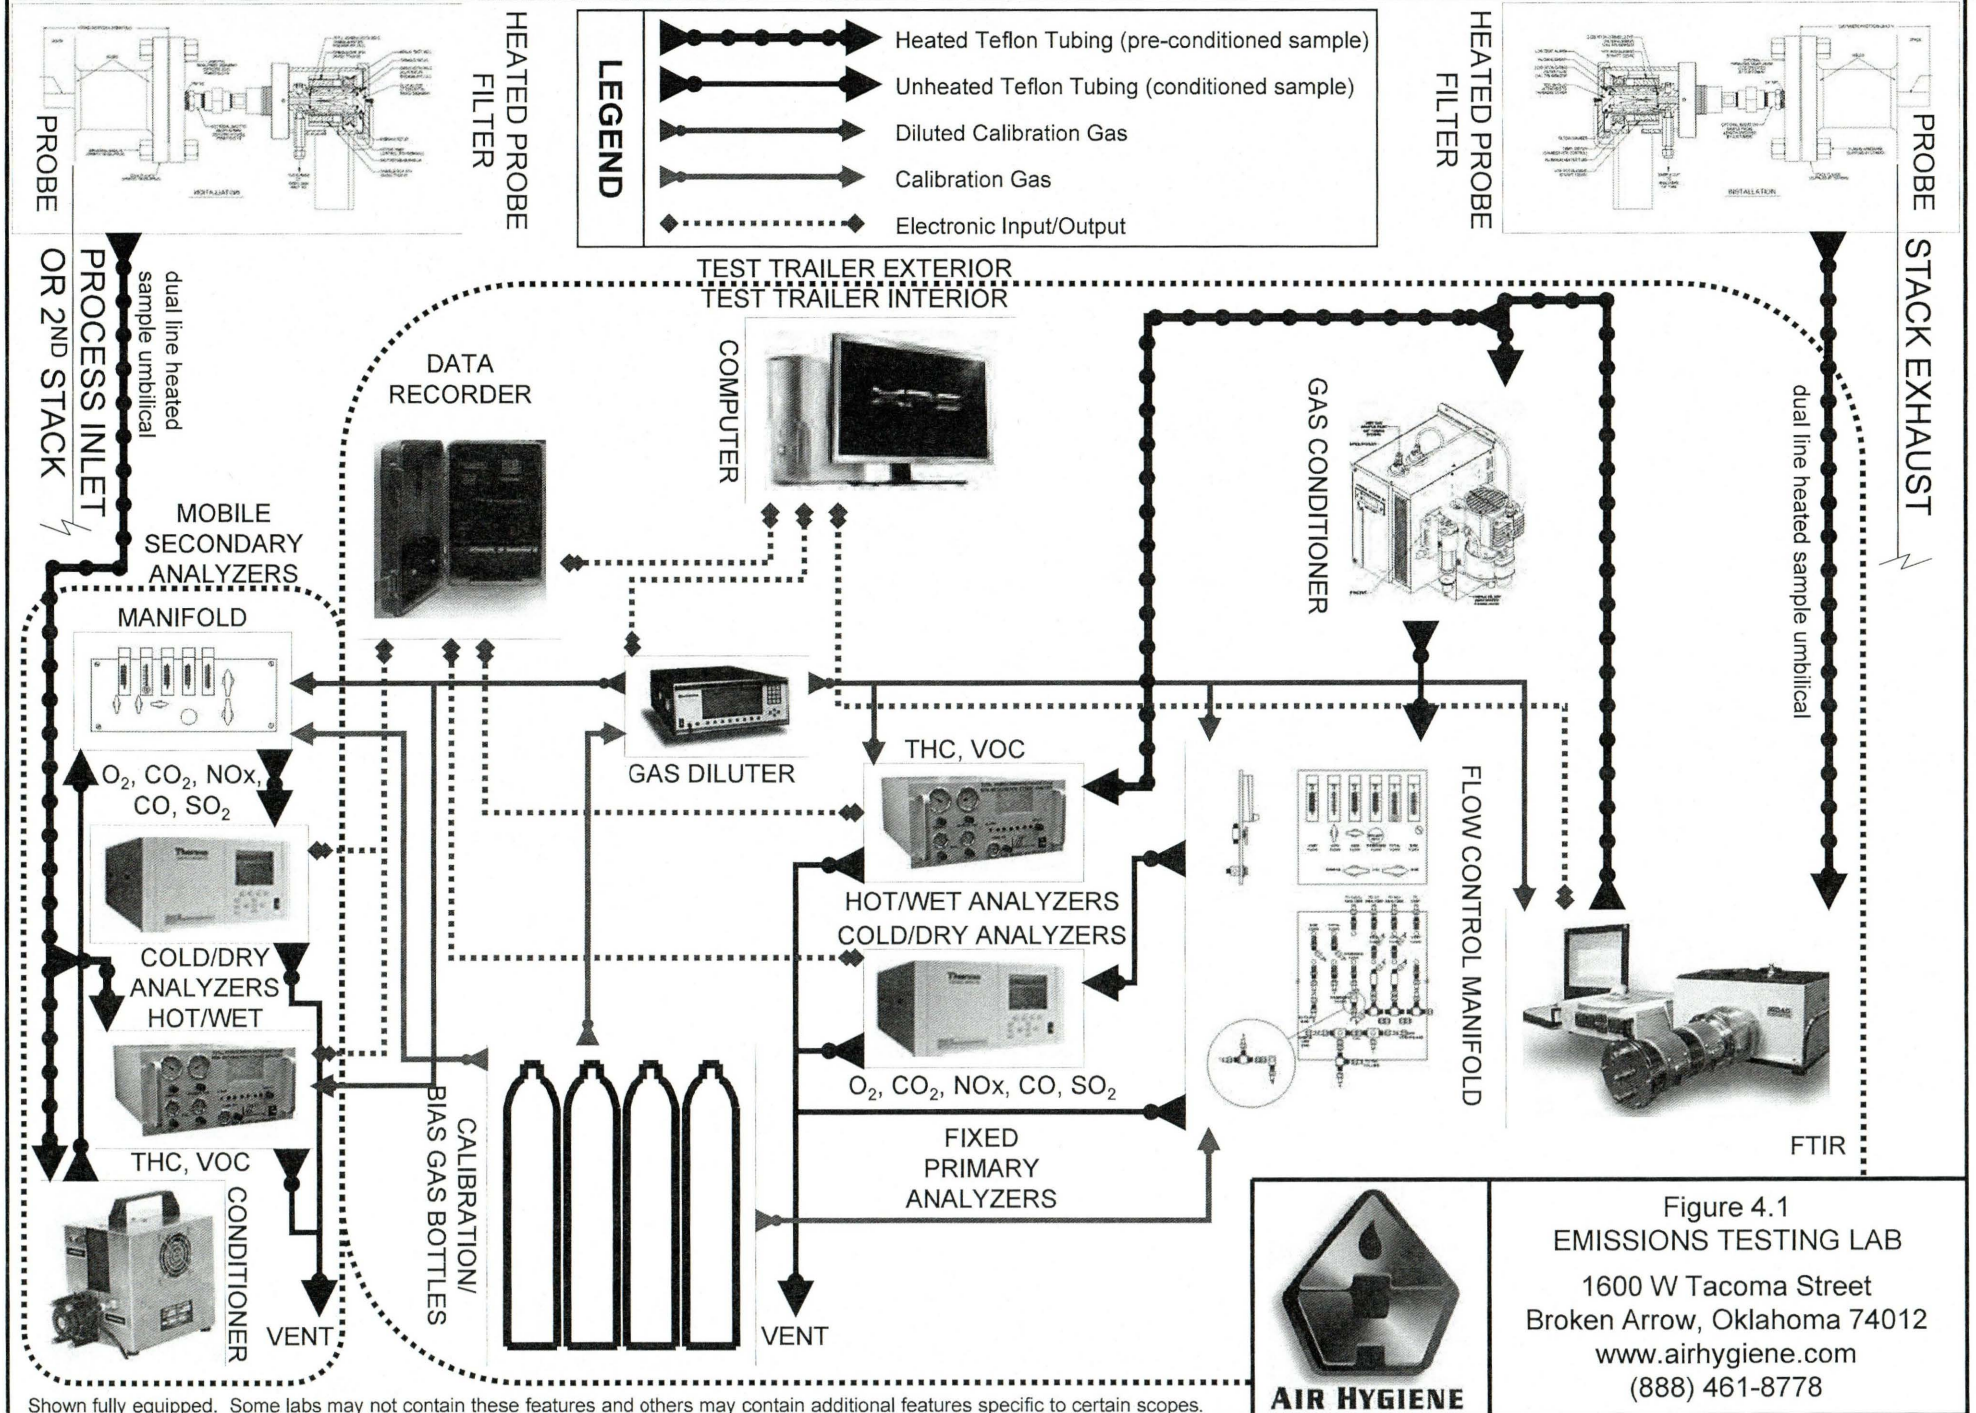 HEATED PROBE
FILTER
PROBE
INSTALLATION
LEGEND
Heated Teflon Tubing (pre-conditioned sample)
Unheated Teflon Tubing (conditioned sample)
Diluted Calibration Gas
Calibration Gas
Electronic Input/Output
HEATED PROBE
FILTER
PROBE
INSTALLATION
PROCESS INLET
OR 2ND STACK
dual line heated
sample umbilical
TEST TRAILER EXTERIOR
TEST TRAILER INTERIOR
STACK EXHAUST
dual line heated sample umbilical
DATA
RECORDER
COMPUTER
GAS CONDITIONER
MOBILE
SECONDARY
ANALYZERS
MANIFOLD
O2, CO2, NOx,
CO, SO2
Thermo
COLD/DRY
ANALYZERS
HOT/WET
THC, VOC
CONDITIONER
VENT
GAS DILUTER
THC, VOC
HOT/WET ANALYZERS
COLD/DRY ANALYZERS
Thermo
O2, CO2, NOx, CO, SO2
FLOW CONTROL MANIFOLD
FIXED
PRIMARY
ANALYZERS
CALIBRATION/
BIAS GAS BOTTLES
VENT
FTIR
AIR HYGIENE
Figure 4.1
EMISSIONS TESTING LAB
1600 W Tacoma Street
Broken Arrow, Oklahoma 74012
www.airhygiene.com
(888) 461-8778
Shown fully equipped. Some labs may not contain these features and others may contain additional features specific to certain scopes.